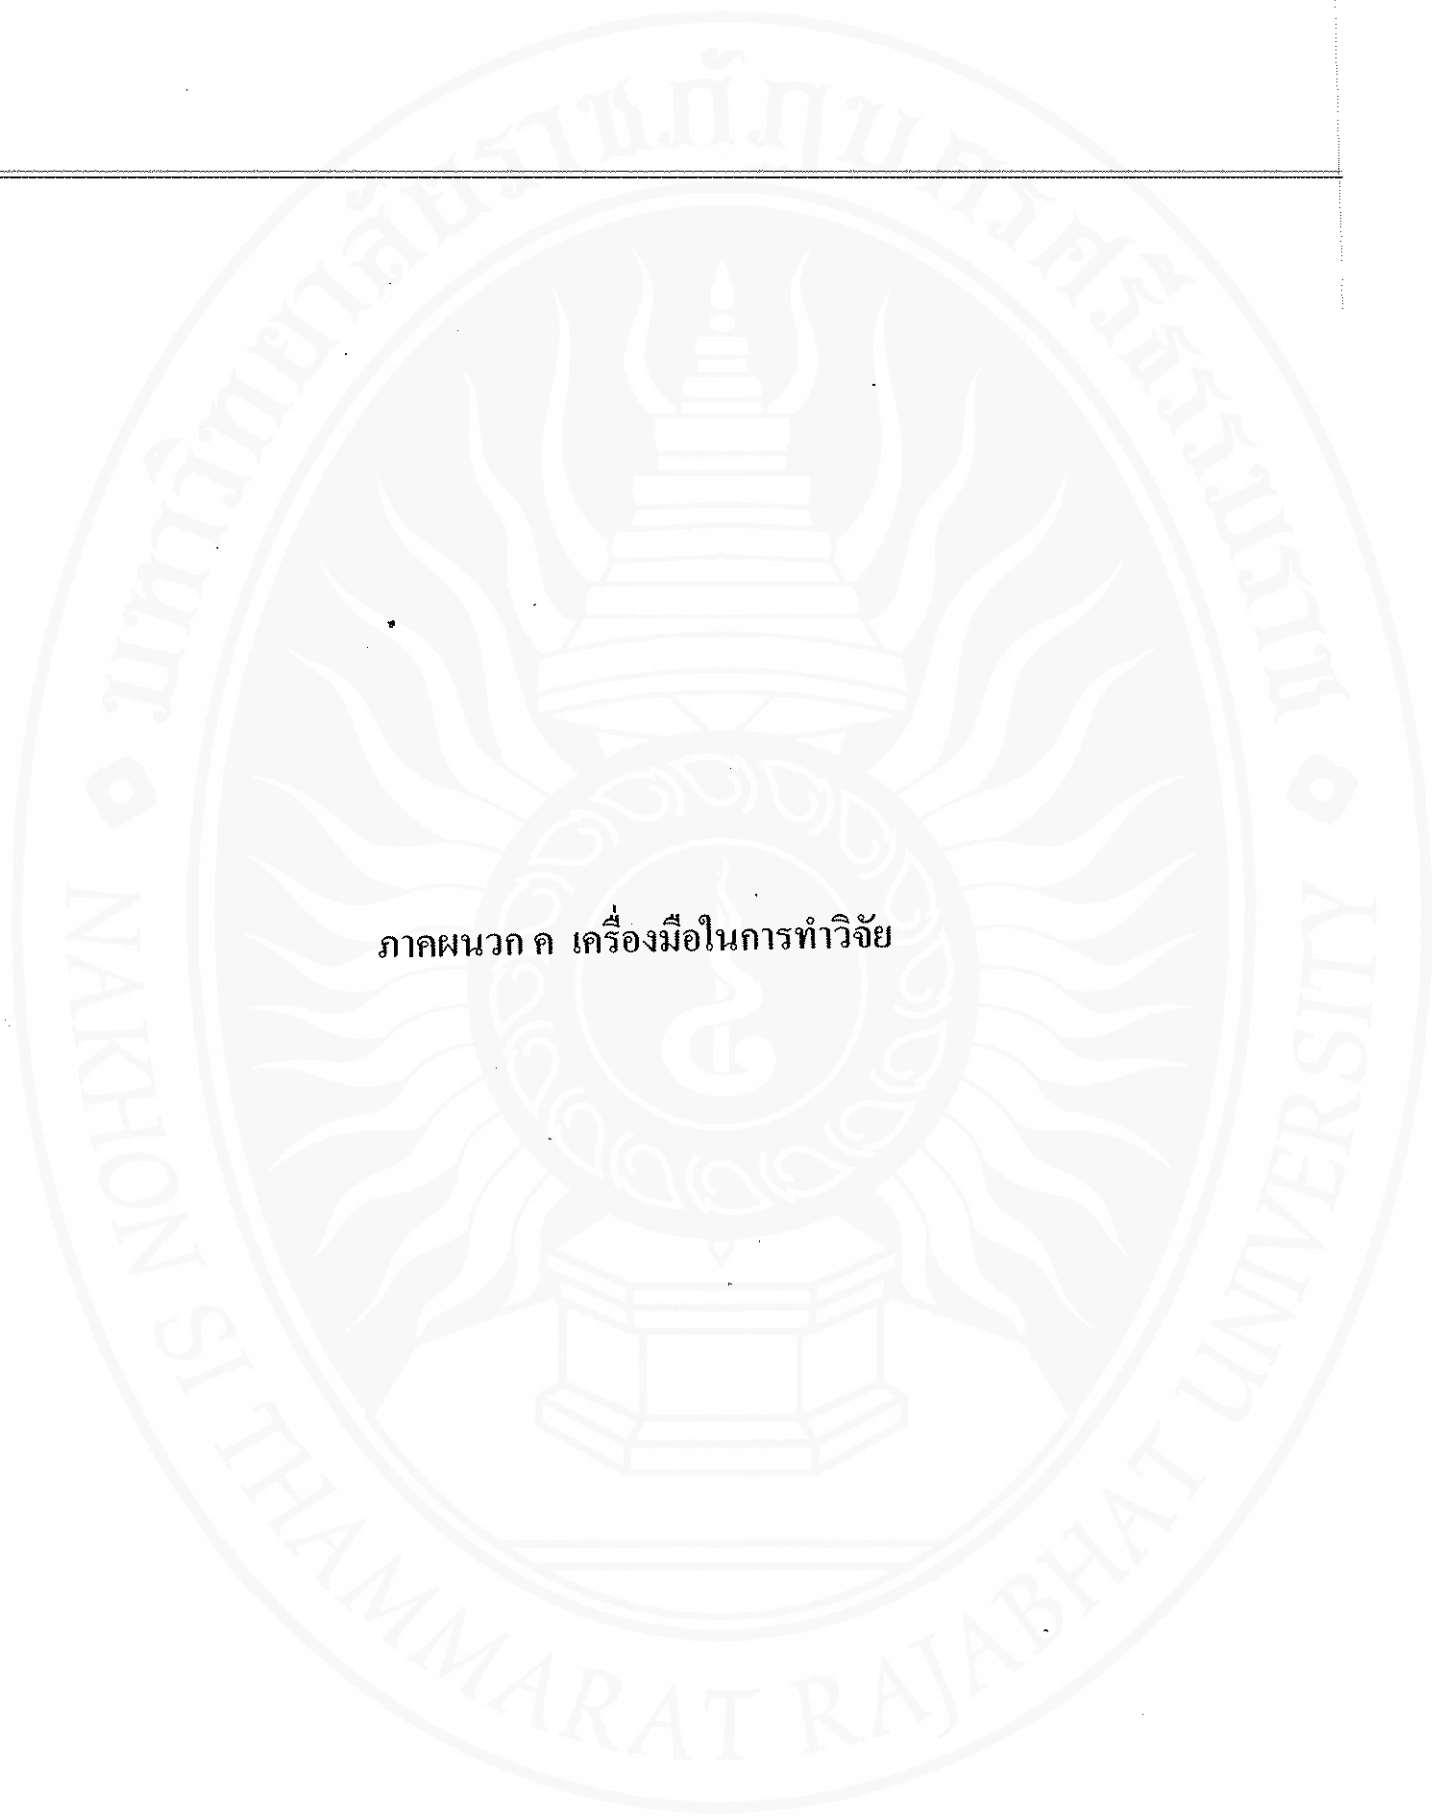 มหาวิทยาลัยราชภัฏนครศรีธรรมราช
ภาคผนวก ค เครื่องมือในการทำวิจัย
NAKHON SI THAMMARAT RAJABHAT UNIVERSITY